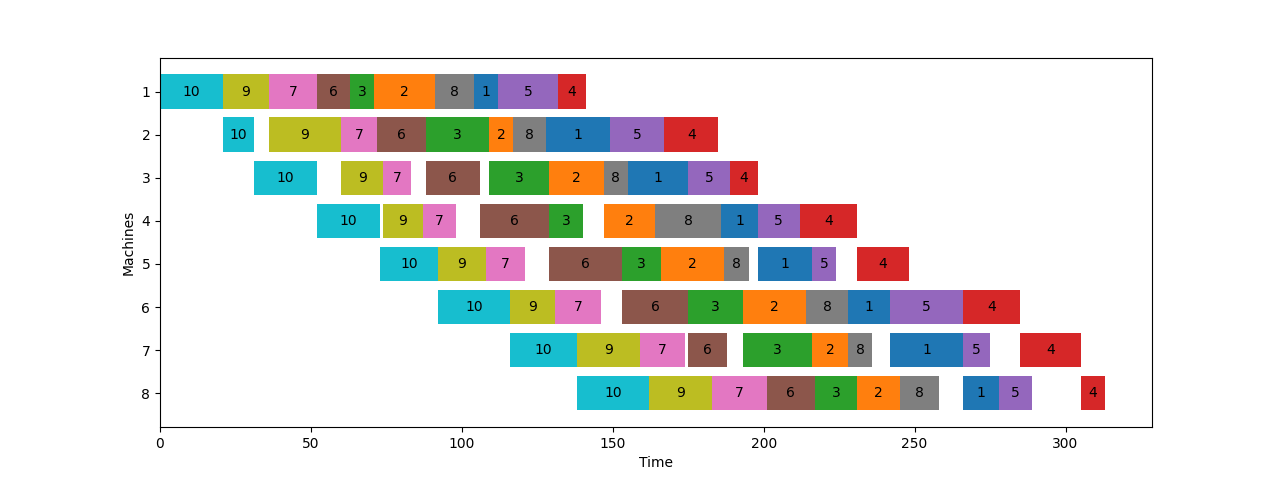 1 10 9 7 6 3 2 8 1 5 4
2 10 9 7 6 3 2 8 1 5 4
3 10 9 7 6 3 2 8 1 5 4
4 10 9 7 6 3 2 8 1 5 4
5 10 9 7 6 3 2 8 1 5 4
6 10 9 7 6 3 2 8 1 5 4
7 10 9 7 6 3 2 8 1 5 4
8 10 9 7 6 3 2 8 1 5 4
Machines
0 50 100 150 200 250 300
Time